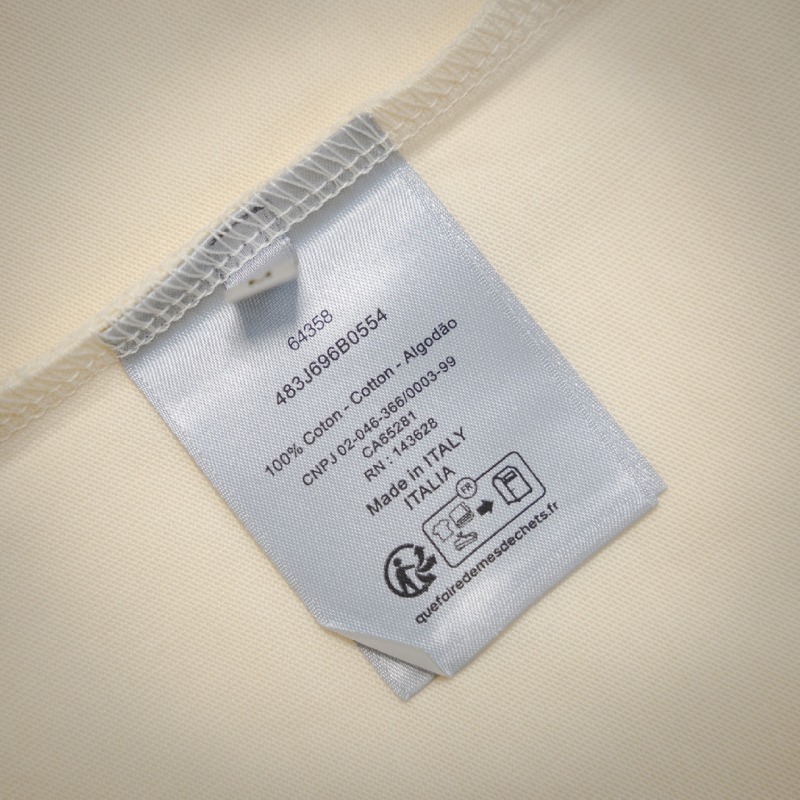 64358
483J696B0554
100% Coton - Cotton - Algodão
CNPJ 02-046-366/0003-99
CA65281
RN : 143628
Made in ITALY
ITALIA
FR
quefairedemesdechets.fr